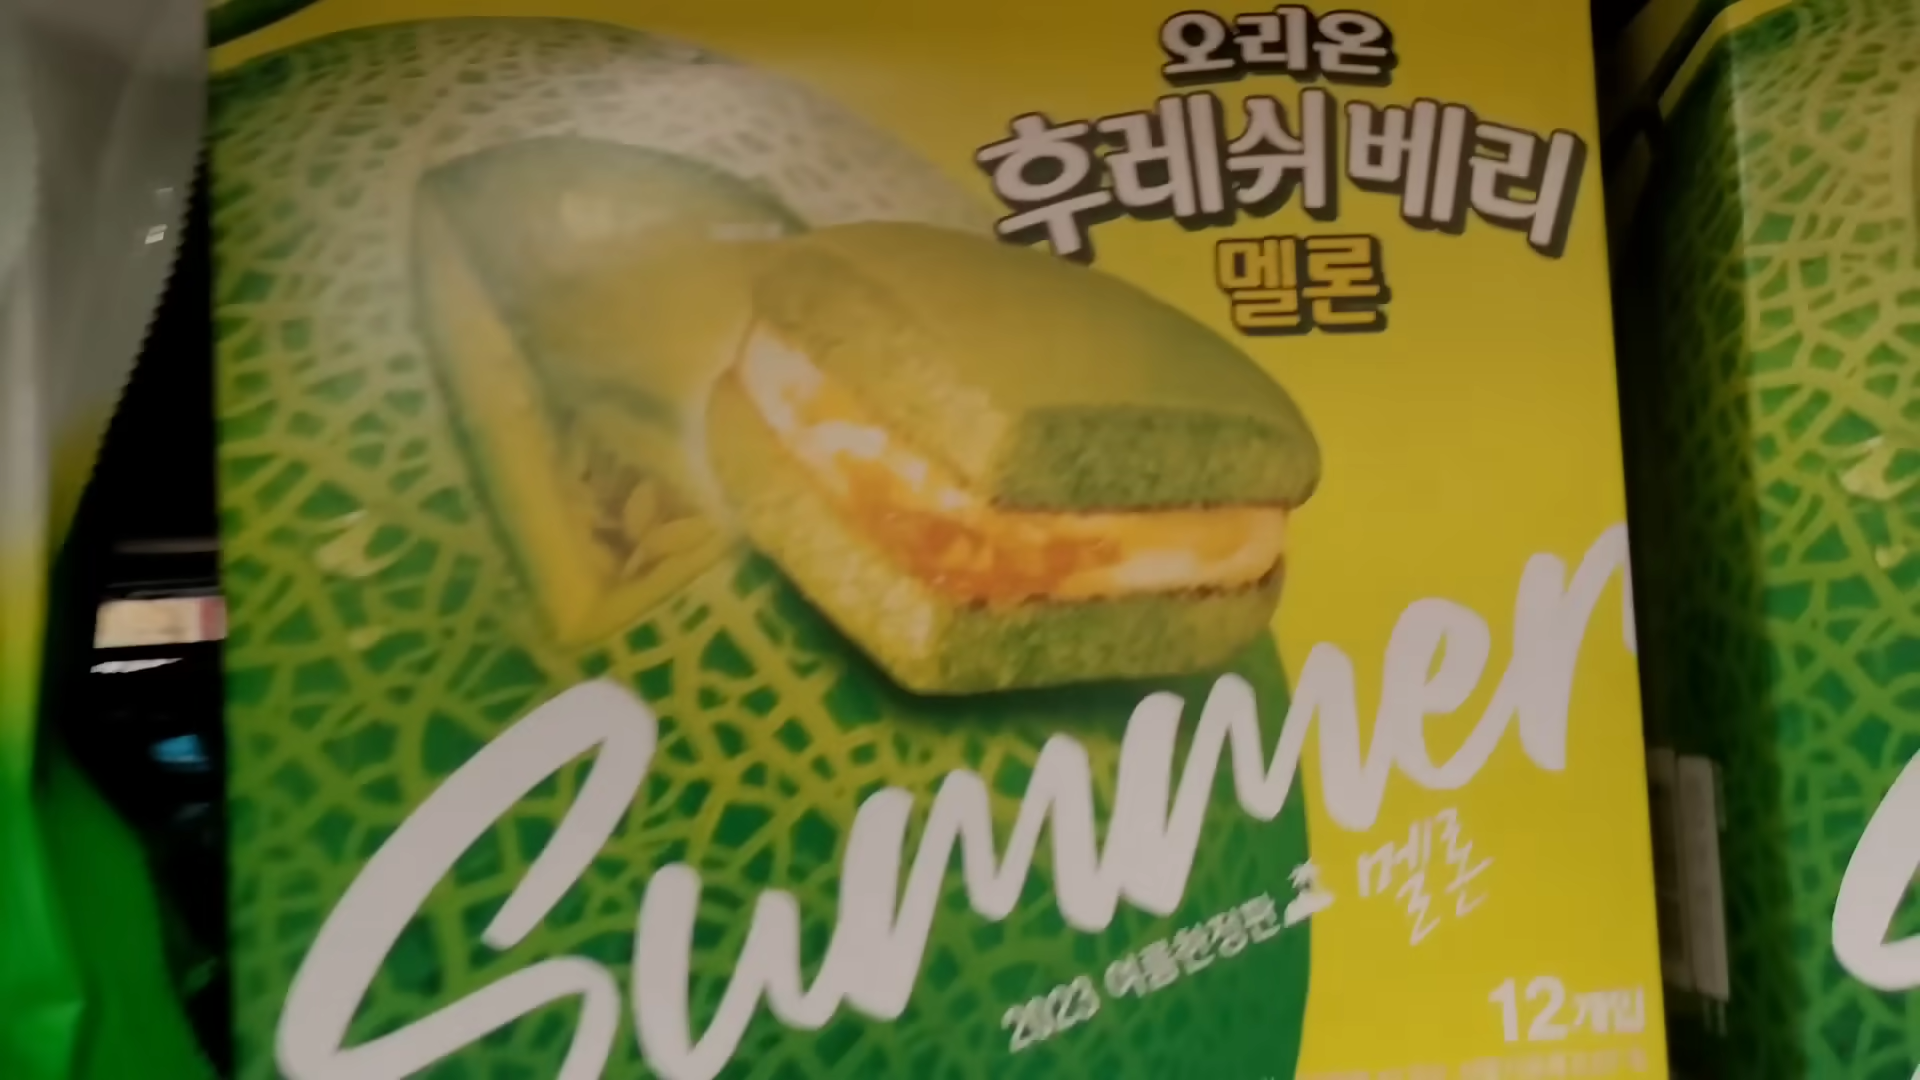 오리온
후레쉬베리
멜론
Summer
멜론
2023 여름한정판
12개입